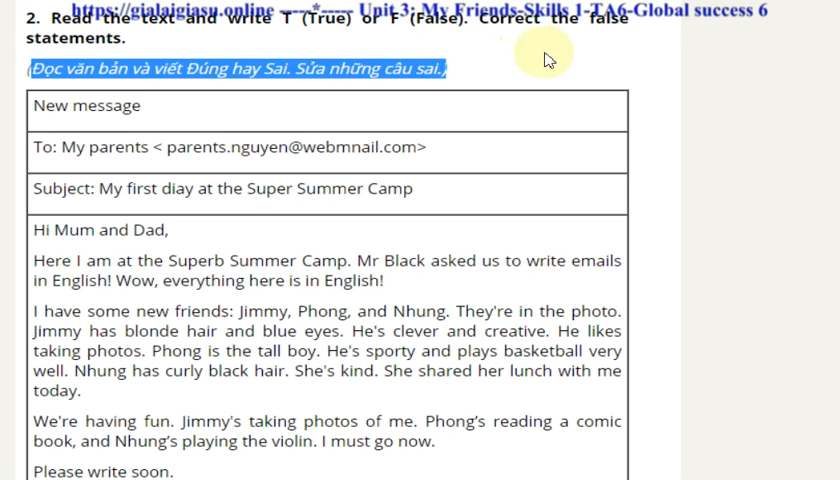 https://gialaigiasu.online -----*----- Unit 3: My Friends-Skills 1-TA6-Global success 6
2. Read the text and write T (True) or F (False). Correct the false
statements.
(Đọc văn bản và viết Đúng hay Sai. Sửa những câu sai.)
New message
To: My parents < parents.nguyen@webmnail.com>
Subject: My first diay at the Super Summer Camp
Hi Mum and Dad,
Here I am at the Superb Summer Camp. Mr Black asked us to write emails
in English! Wow, everything here is in English!
I have some new friends: Jimmy, Phong, and Nhung. They're in the photo.
Jimmy has blonde hair and blue eyes. He's clever and creative. He likes
taking photos. Phong is the tall boy. He's sporty and plays basketball very
well. Nhung has curly black hair. She's kind. She shared her lunch with me
today.
We're having fun. Jimmy's taking photos of me. Phong’s reading a comic
book, and Nhung’s playing the violin. I must go now.
Please write soon.